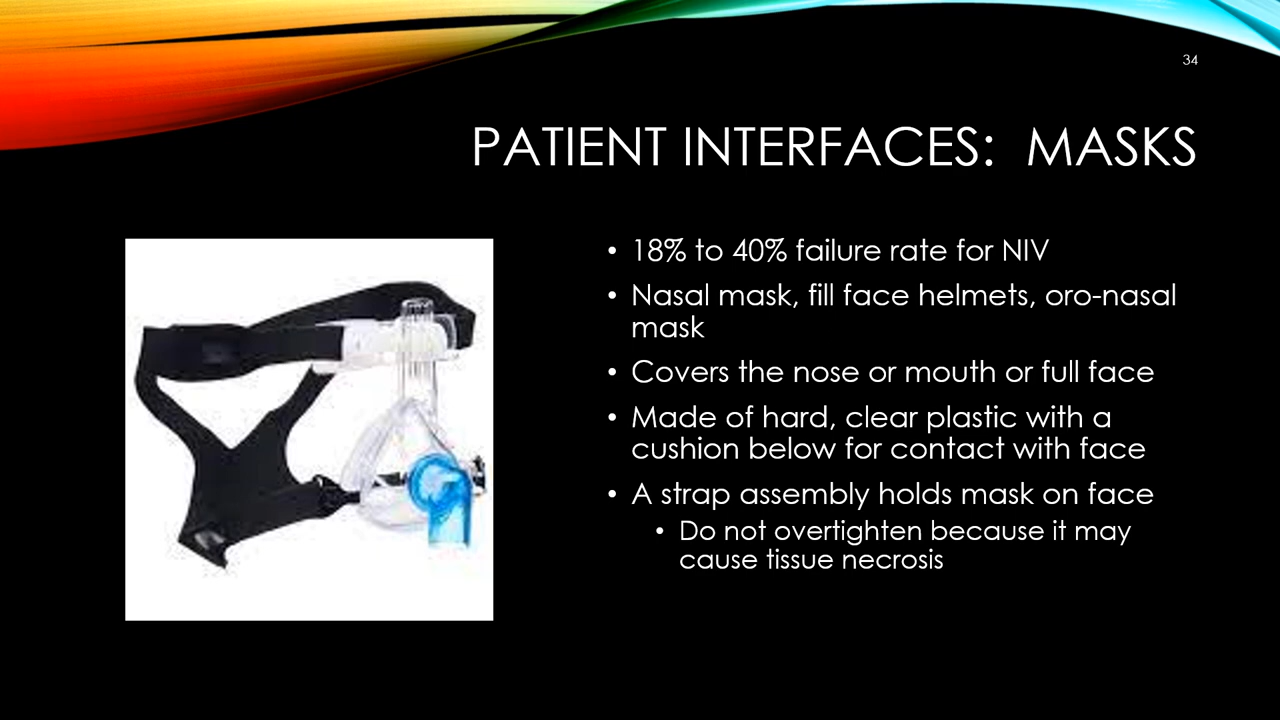 34
PATIENT INTERFACES: MASKS
• 18% to 40% failure rate for NIV
• Nasal mask, fill face helmets, oro-nasal
mask
• Covers the nose or mouth or full face
• Made of hard, clear plastic with a
cushion below for contact with face
• A strap assembly holds mask on face
• Do not overtighten because it may
cause tissue necrosis